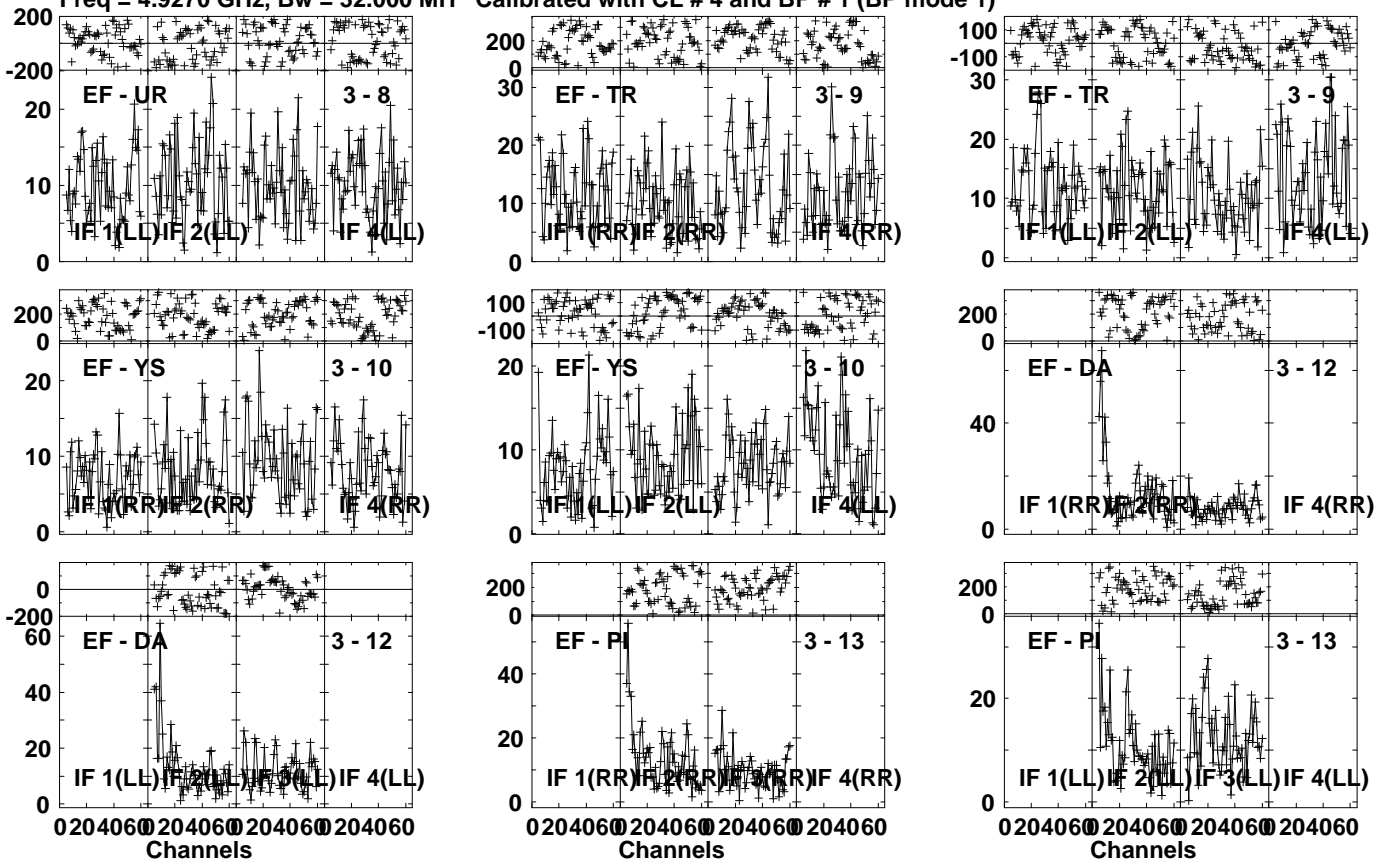 Freq = 4.9270 GHz, Bw = 32.000 MH Calibrated with CL # 4 and BP # 1 (BP mode 1)
200
-200
20
10
0
EF - UR 3 - 8
IF 1(LL) IF 2(LL) IF 4(LL)
200
0
30
20
10
0
EF - TR 3 - 9
IF 1(RR) IF 2(RR) IF 4(RR)
100
-100
30
20
10
0
EF - TR 3 - 9
IF 1(LL) IF 2(LL) IF 4(LL)
200
0
20
10
0
EF - YS 3 - 10
IF 1(RR) IF 2(RR) IF 4(RR)
100
-100
20
10
0
EF - YS 3 - 10
IF 1(LL) IF 2(LL) IF 4(LL)
200
0
40
20
0
EF - DA 3 - 12
IF 1(RR) IF 2(RR) IF 4(RR)
0
-200
60
40
20
0
EF - DA 3 - 12
IF 1(LL) IF 2(LL) IF 3(LL) IF 4(LL)
0 20 40 60 0 20 40 60 0 20 40 60 0 20 40 60
Channels
200
0
40
20
0
EF - PI 3 - 13
IF 1(RR) IF 2(RR) IF 3(RR) IF 4(RR)
0 20 40 60 0 20 40 60 0 20 40 60 0 20 40 60
Channels
200
0
20
0
EF - PI 3 - 13
IF 1(LL) IF 2(LL) IF 3(LL) IF 4(LL)
0 20 40 60 0 20 40 60 0 20 40 60 0 20 40 60
Channels